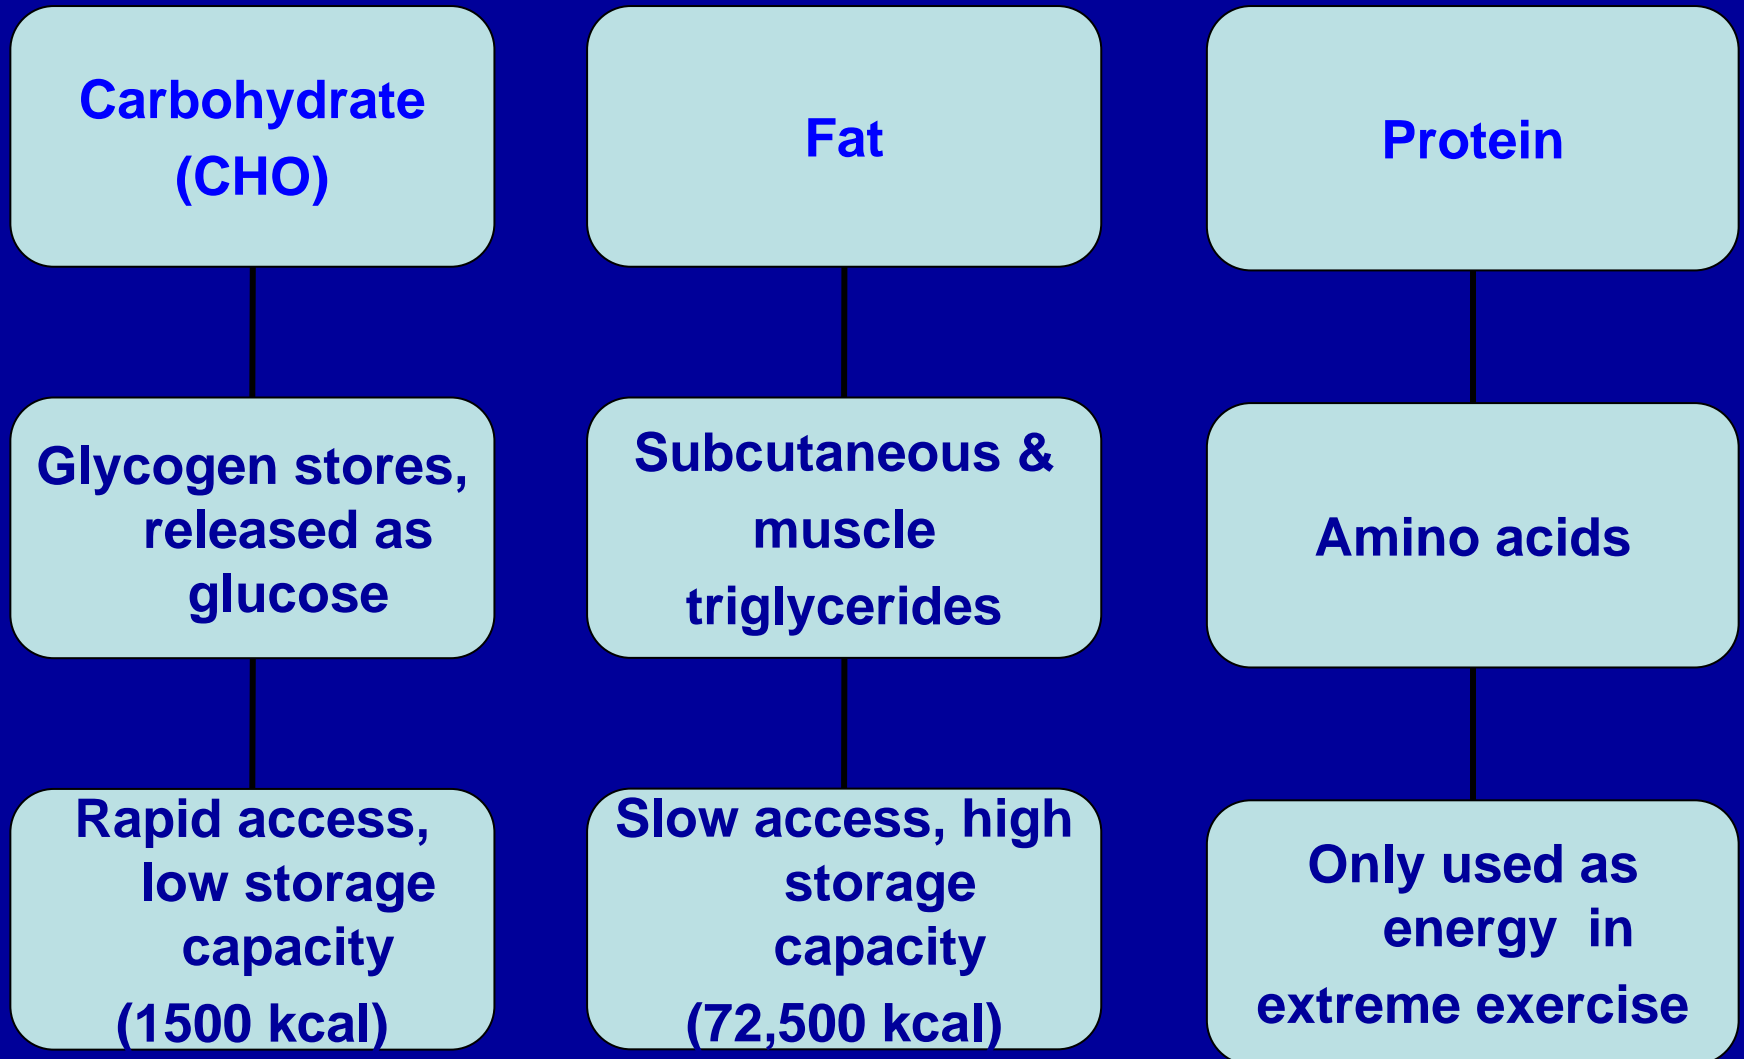 Carbohydrate
(CHO)
Fat
Protein
Glycogen stores,
released as
glucose
Subcutaneous &
muscle
triglycerides
Amino acids
Rapid access,
low storage
capacity
(1500 kcal)
Slow access, high
storage
capacity
(72,500 kcal)
Only used as
energy  in
extreme exercise